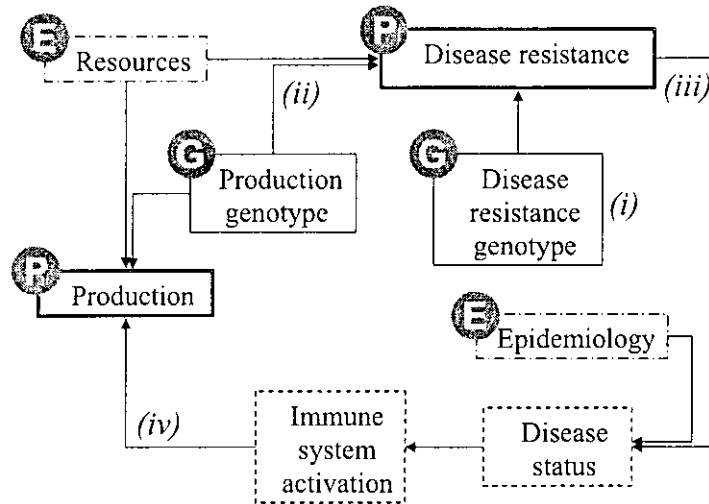 E
Resources
P
Disease resistance
(ii)
(iii)
G
Production
genotype
G
Disease
resistance
genotype
(i)
P
Production
E
Epidemiology
(iv)
Immune
system
activation
Disease
status